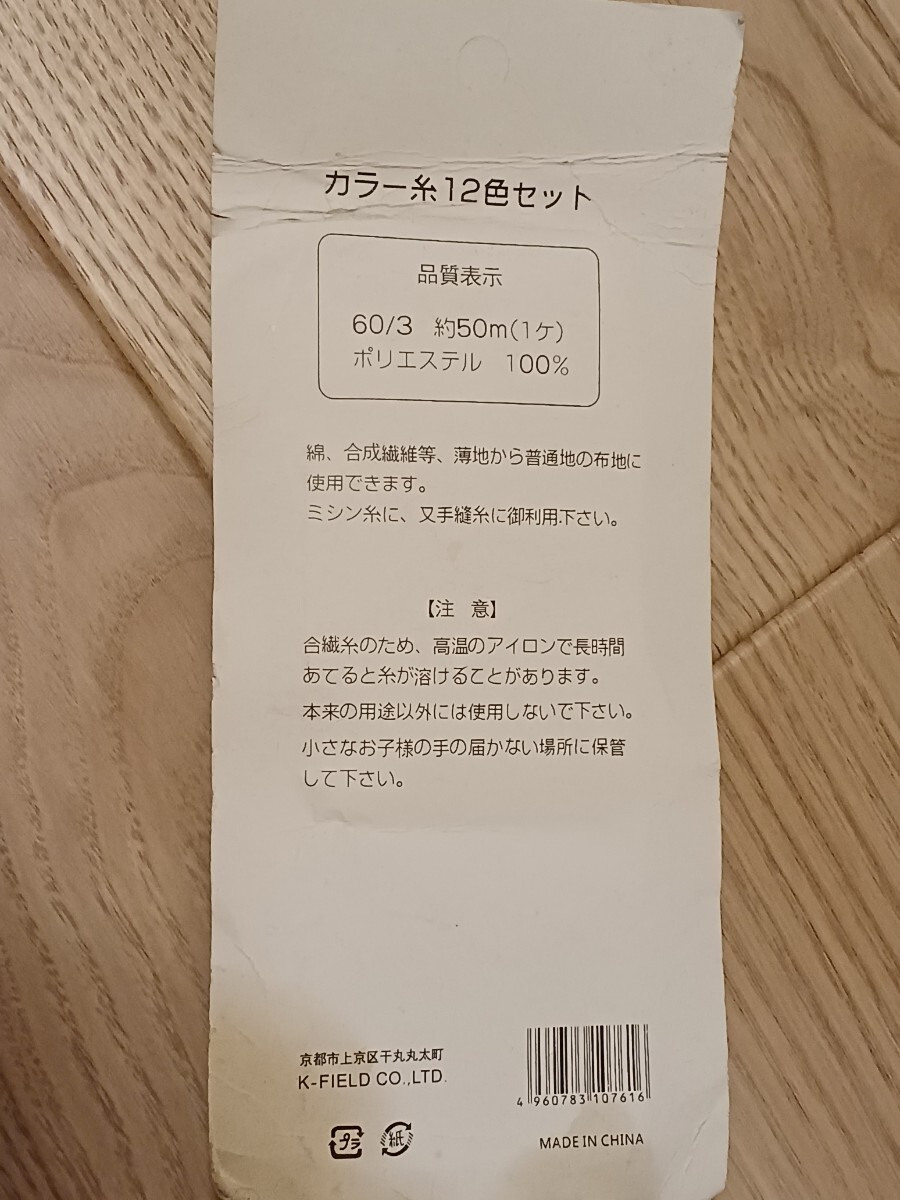 カラー糸12色セット
品質表示
60/3 約50m(1ケ)
ポリエステル 100%
綿、合成繊維等、薄地から普通地の布地に
使用できます。
ミシン糸に、又手縫糸に御利用下さい。
【注 意】
合繊糸のため、高温のアイロンで長時間
あてると糸が溶けることがあります。
本来の用途以外には使用しないで下さい。
小さなお子様の手の届かない場所に保管
して下さい。
京都市上京区干丸丸太町
K-FIELD CO.,LTD.
4 960783 107616
プラ
紙
MADE IN CHINA